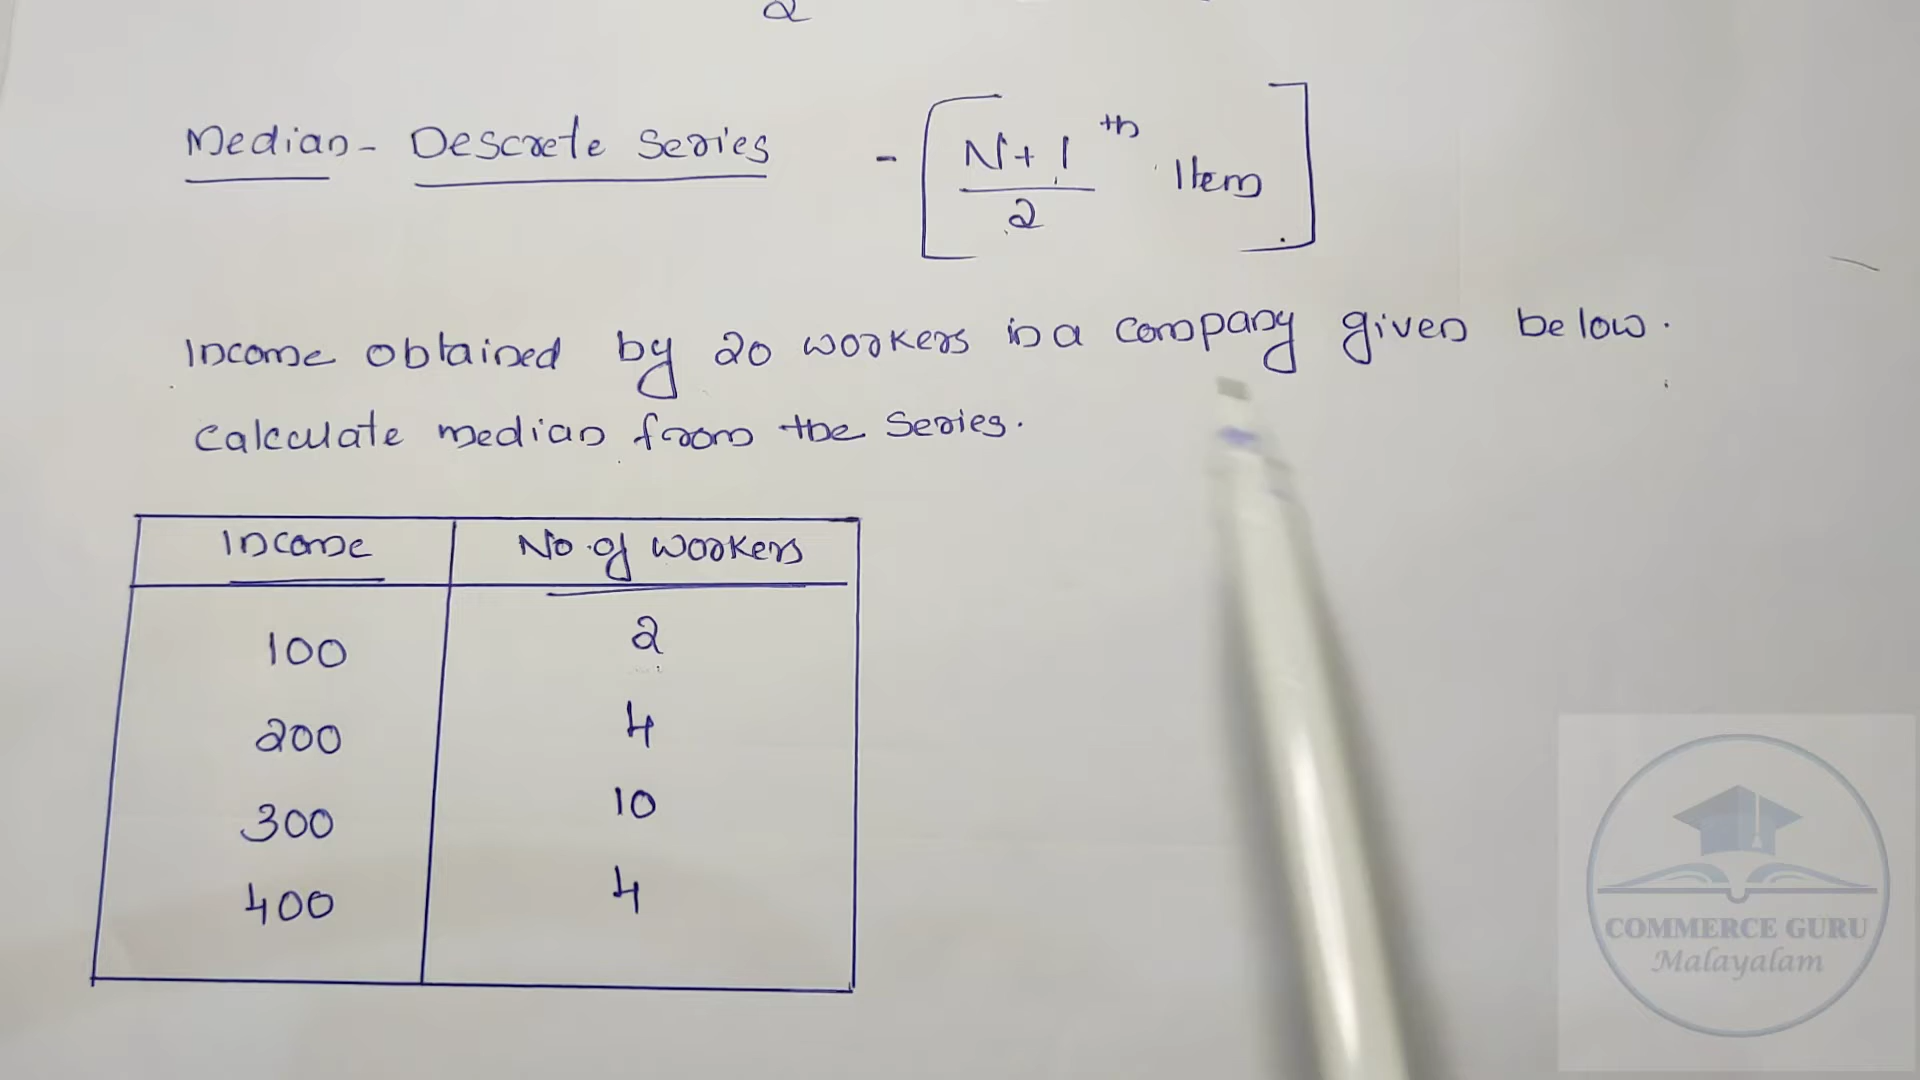 2
Median - Descrete Series - [N+1/2 th Item]
Income obtained by 20 workers in a company given below.
Calculate median from the series.
Income No. of workers
100 2
200 4
300 10
400 4
COMMERCE GURU
Malayalam